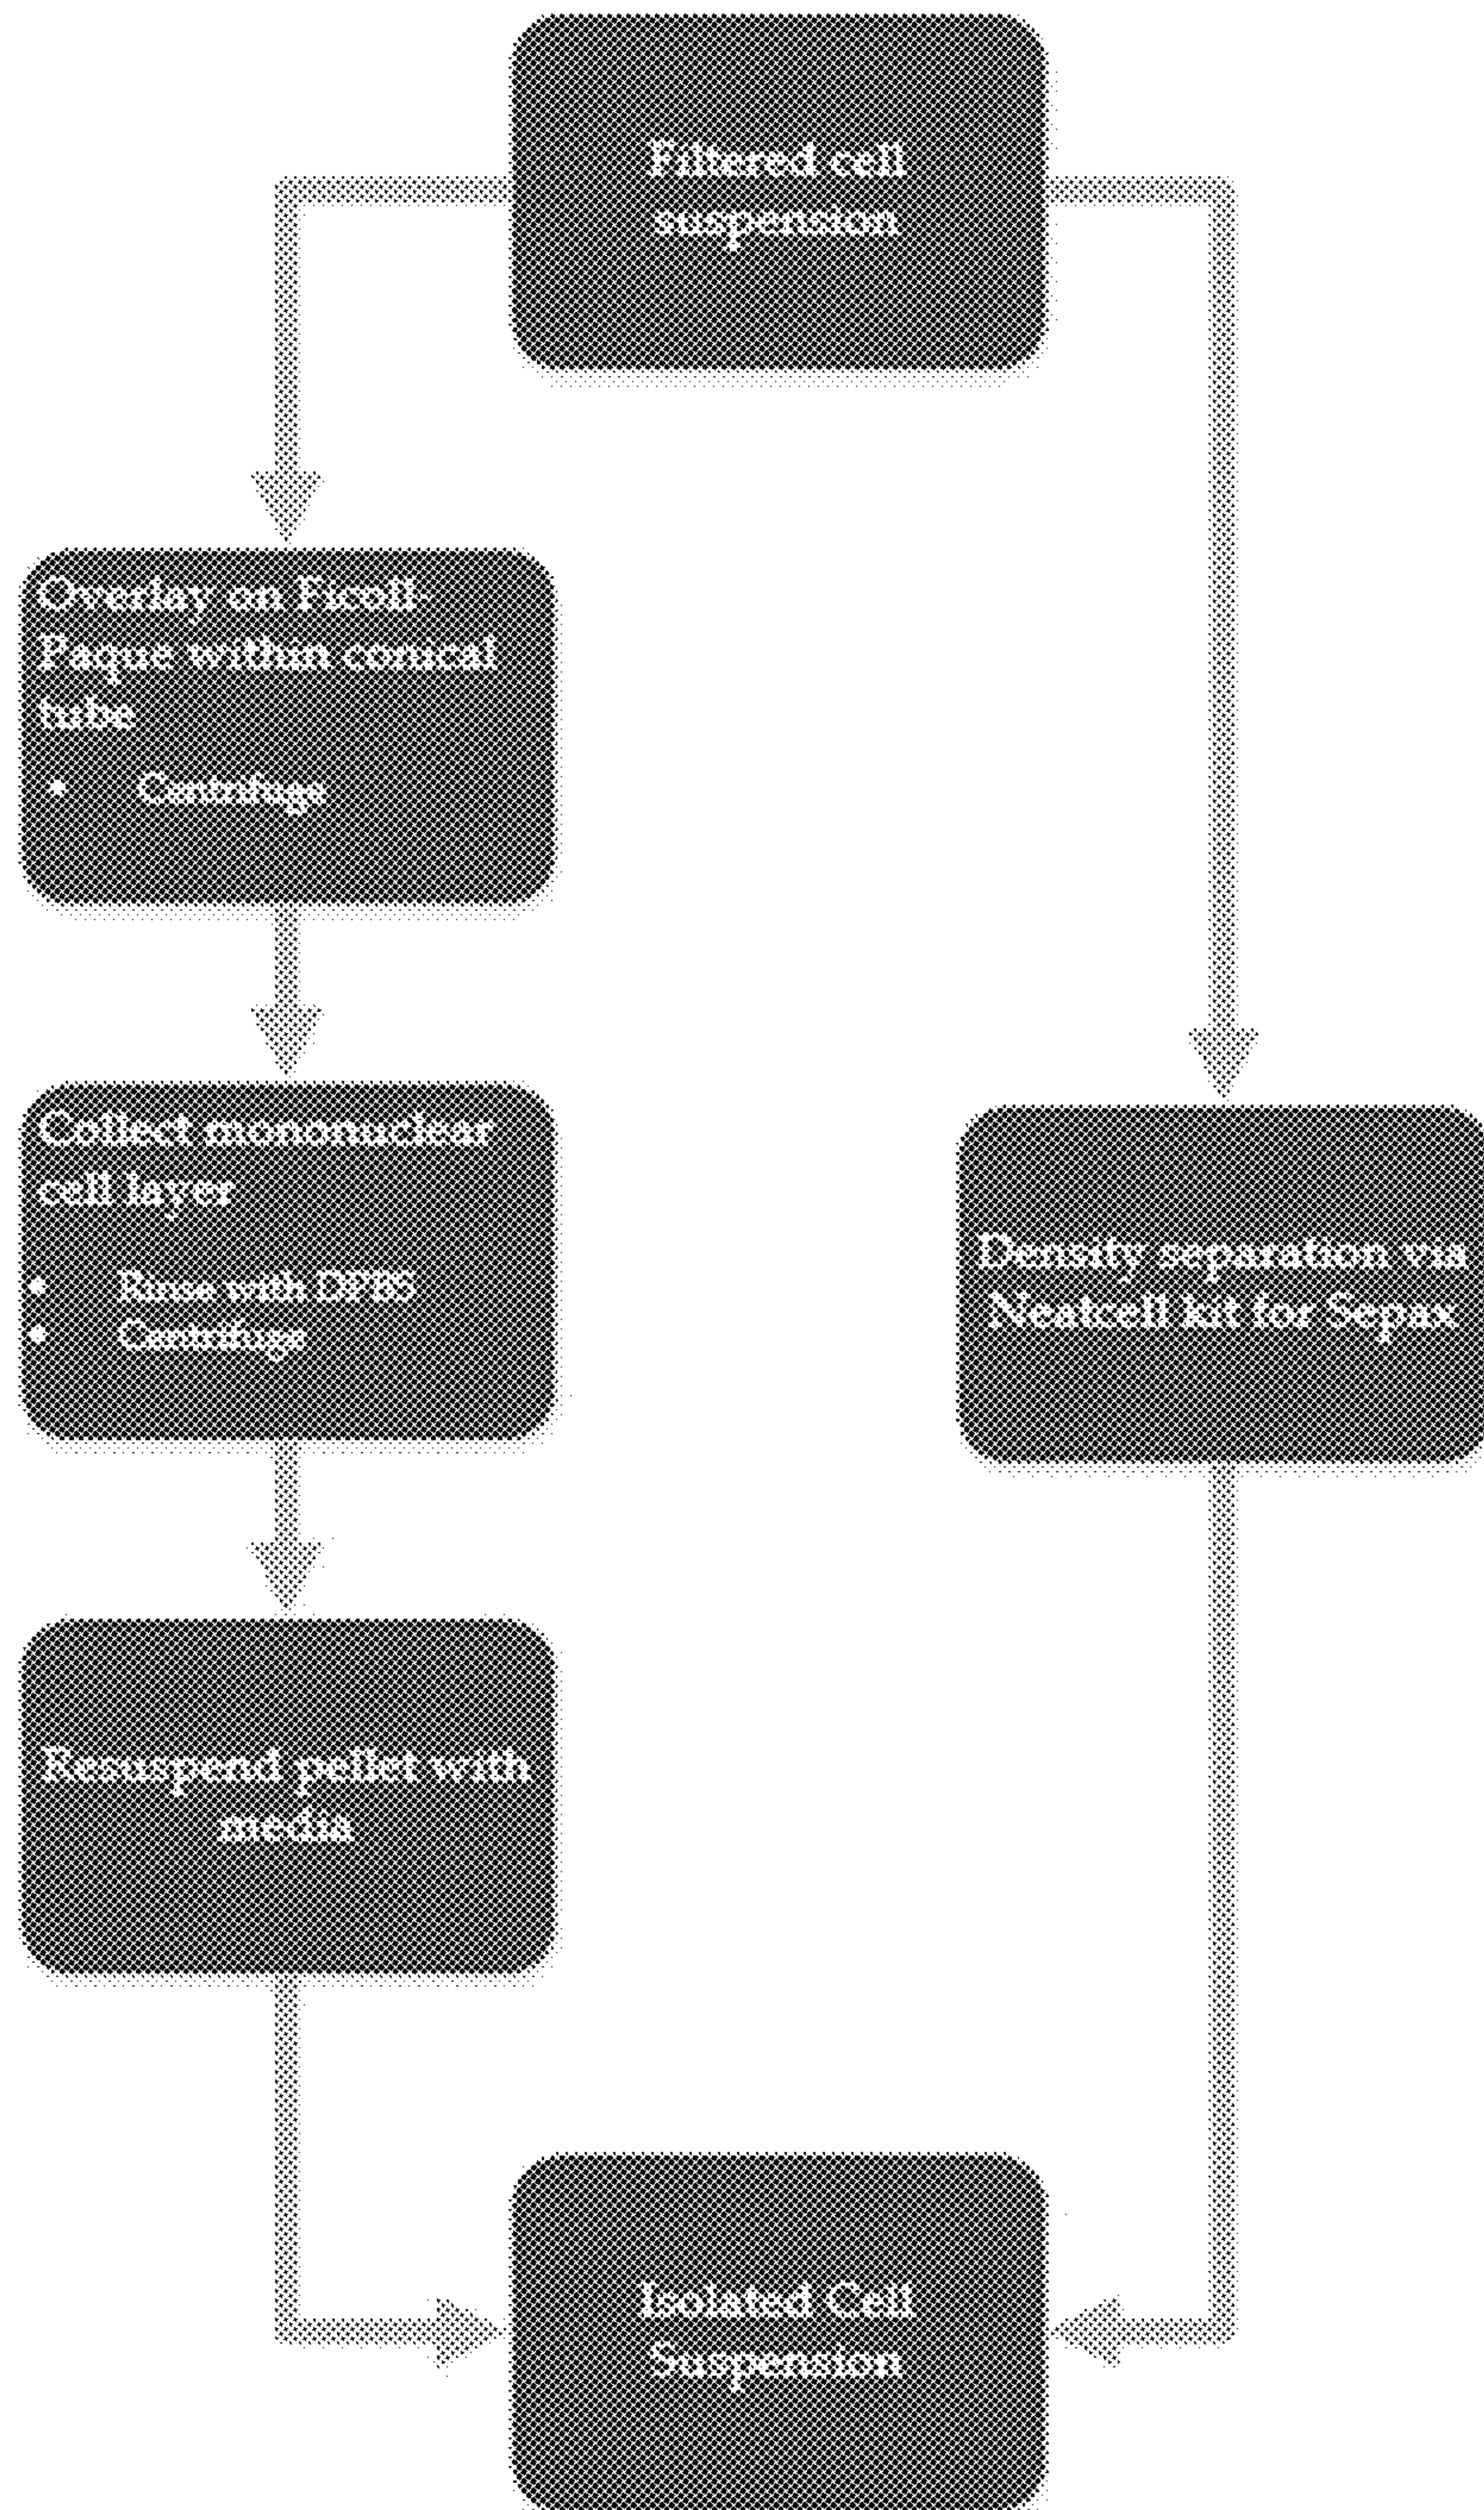 Filtered cell
suspension
Overlay on Ficoll-
Paque within conical
tube
• Centrifuge
Collect mononuclear
cell layer
• Rinse with DPBS
• Centrifuge
Density separation via
Neatcell kit for Sepax
Resuspend pellet with
media
Isolated Cell
Suspension